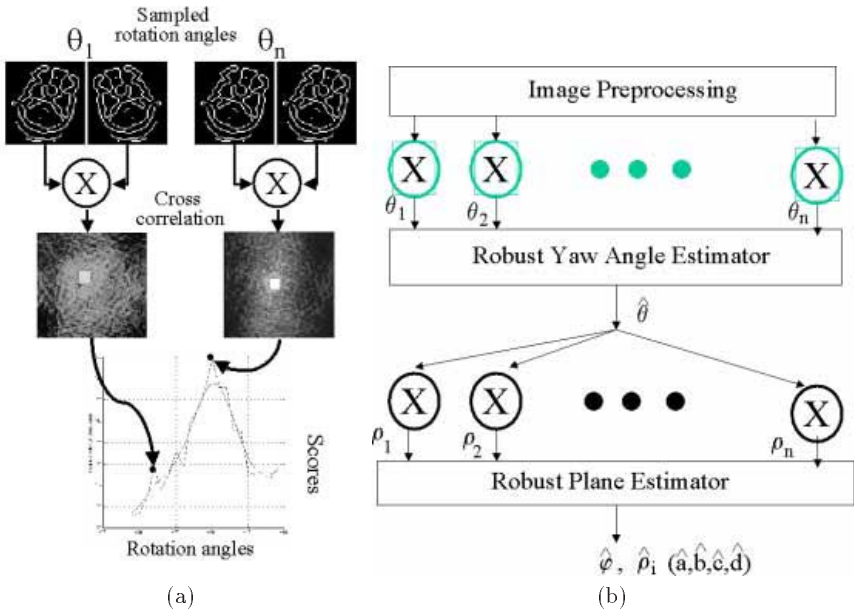 Sampled
rotation angles
θ1
θn
X
X
Cross
correlation
Scores
Rotation angles
(a)
Image Preprocessing
X
X
X
θ1
θ2
θn
Robust Yaw Angle Estimator
θ̂
X
X
X
ρ1
ρ2
ρn
Robust Plane Estimator
φ̂ , ρ̂i (â,b̂,ĉ,d̂)
(b)